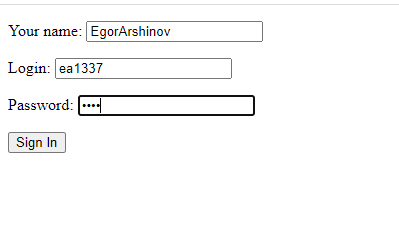 Your name: EgorArshinov
Login: ea1337
Password: ••••
Sign In